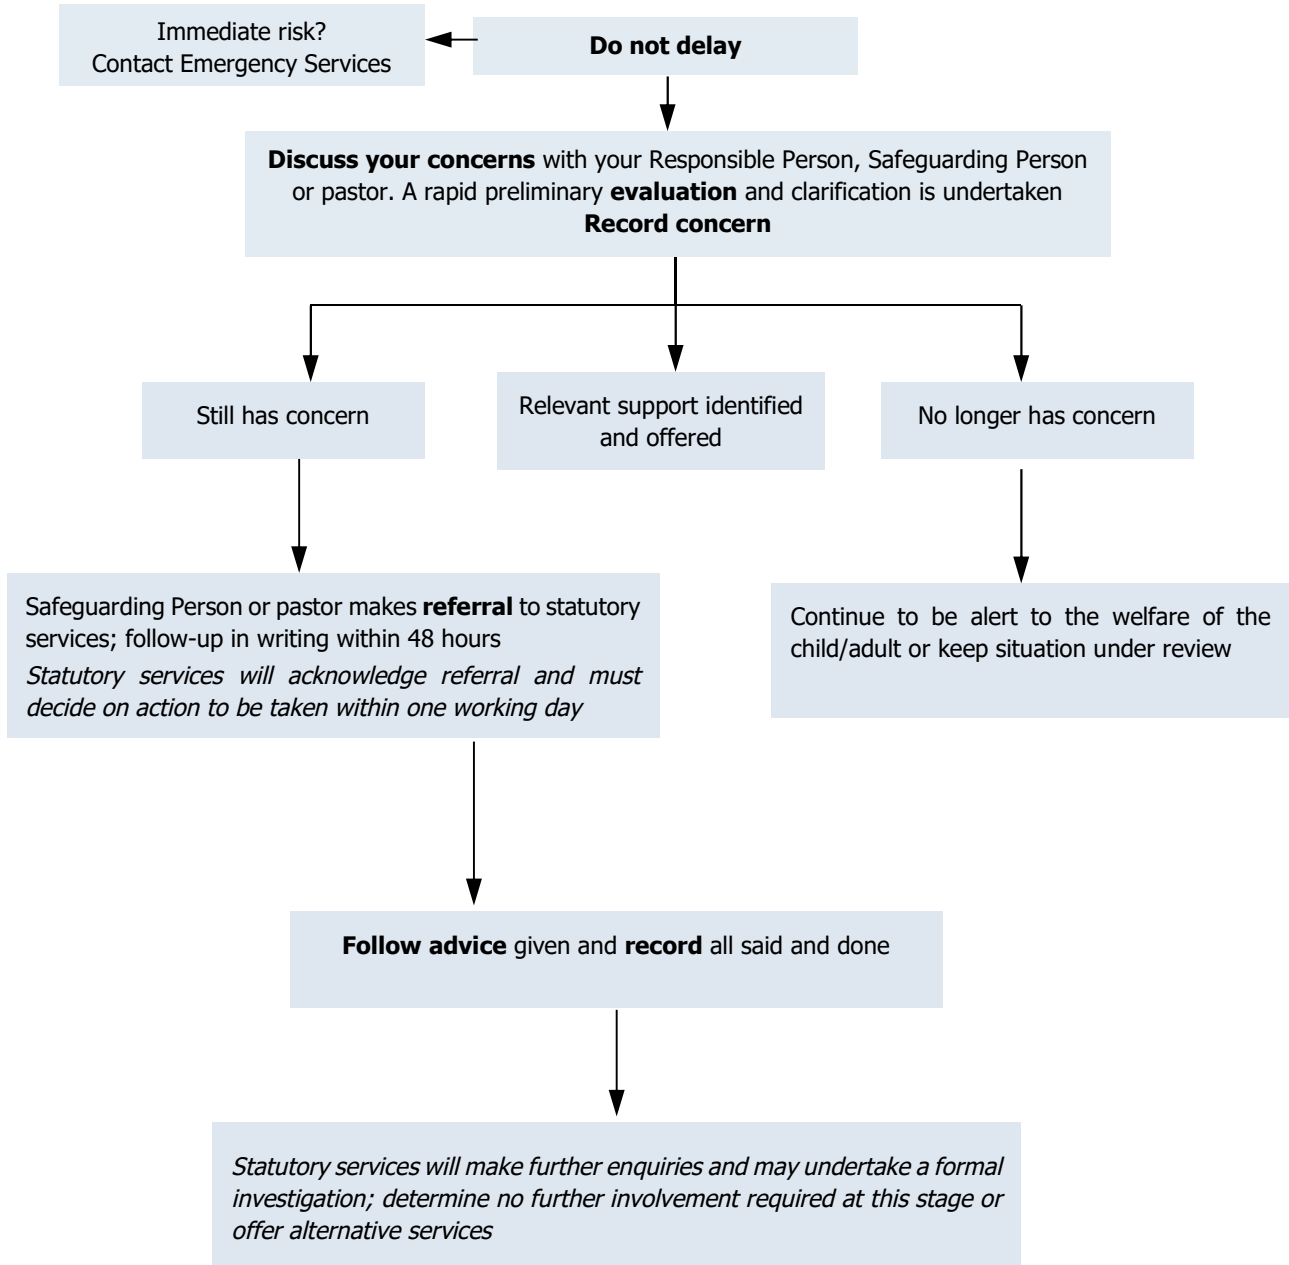 Immediate risk?
Contact Emergency Services
Do not delay
Discuss your concerns with your Responsible Person, Safeguarding Person
or pastor. A rapid preliminary evaluation and clarification is undertaken
Record concern
Still has concern
Relevant support identified
and offered
No longer has concern
Safeguarding Person or pastor makes referral to statutory
services; follow-up in writing within 48 hours
Statutory services will acknowledge referral and must
decide on action to be taken within one working day
Continue to be alert to the welfare of the
child/adult or keep situation under review
Follow advice given and record all said and done
Statutory services will make further enquiries and may undertake a formal
investigation; determine no further involvement required at this stage or
offer alternative services